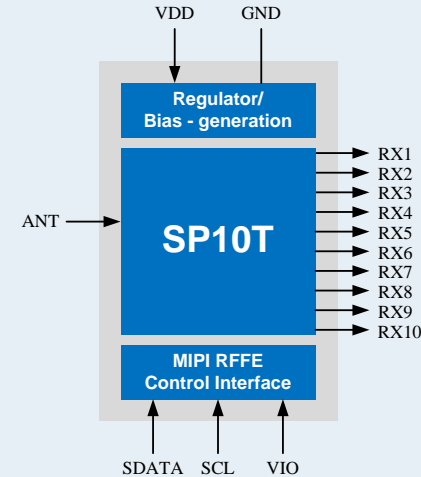 VDD GND
Regulator/
Bias - generation
ANT
SP10T
RX1
RX2
RX3
RX4
RX5
RX6
RX7
RX8
RX9
RX10
MIPI RFFE
Control Interface
SDATA SCL VIO